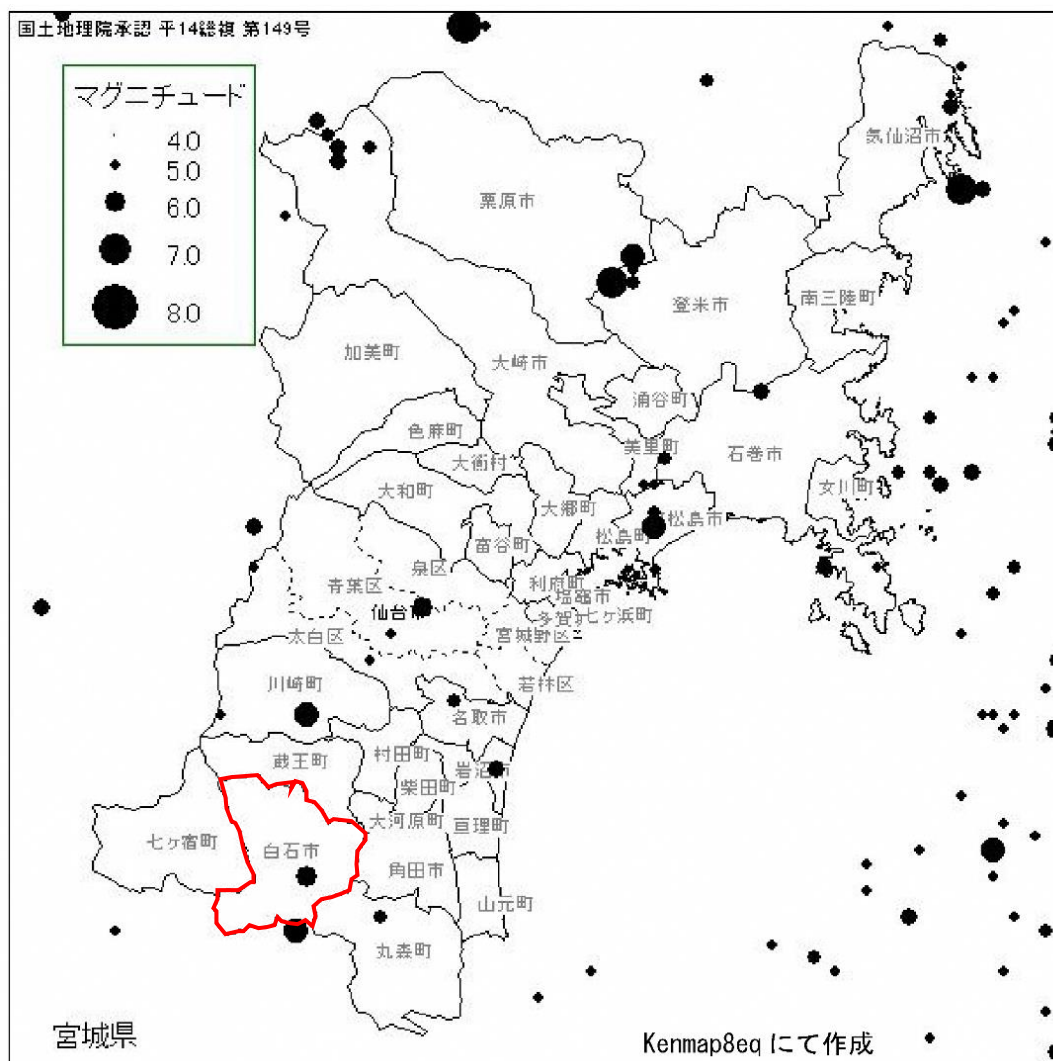 国土地理院承認 平14総複 第149号
マグニチュード
4.0
5.0
6.0
7.0
8.0
気仙沼市
栗原市
登米市
南三陸町
加美町
大崎市
涌谷町
色麻町
美里町
石巻市
大衡村
大和町
女川町
大郷町
松島市
富谷町
松島町
泉区
利府町
青葉区
塩竈市
仙台市
七ヶ浜町
太白区
宮城野区
若林区
川崎町
名取市
村田町
蔵王町
岩沼市
柴田町
大河原町
亘理町
七ヶ宿町
白石市
角田市
山元町
丸森町
宮城県
Kenmap8eq にて作成